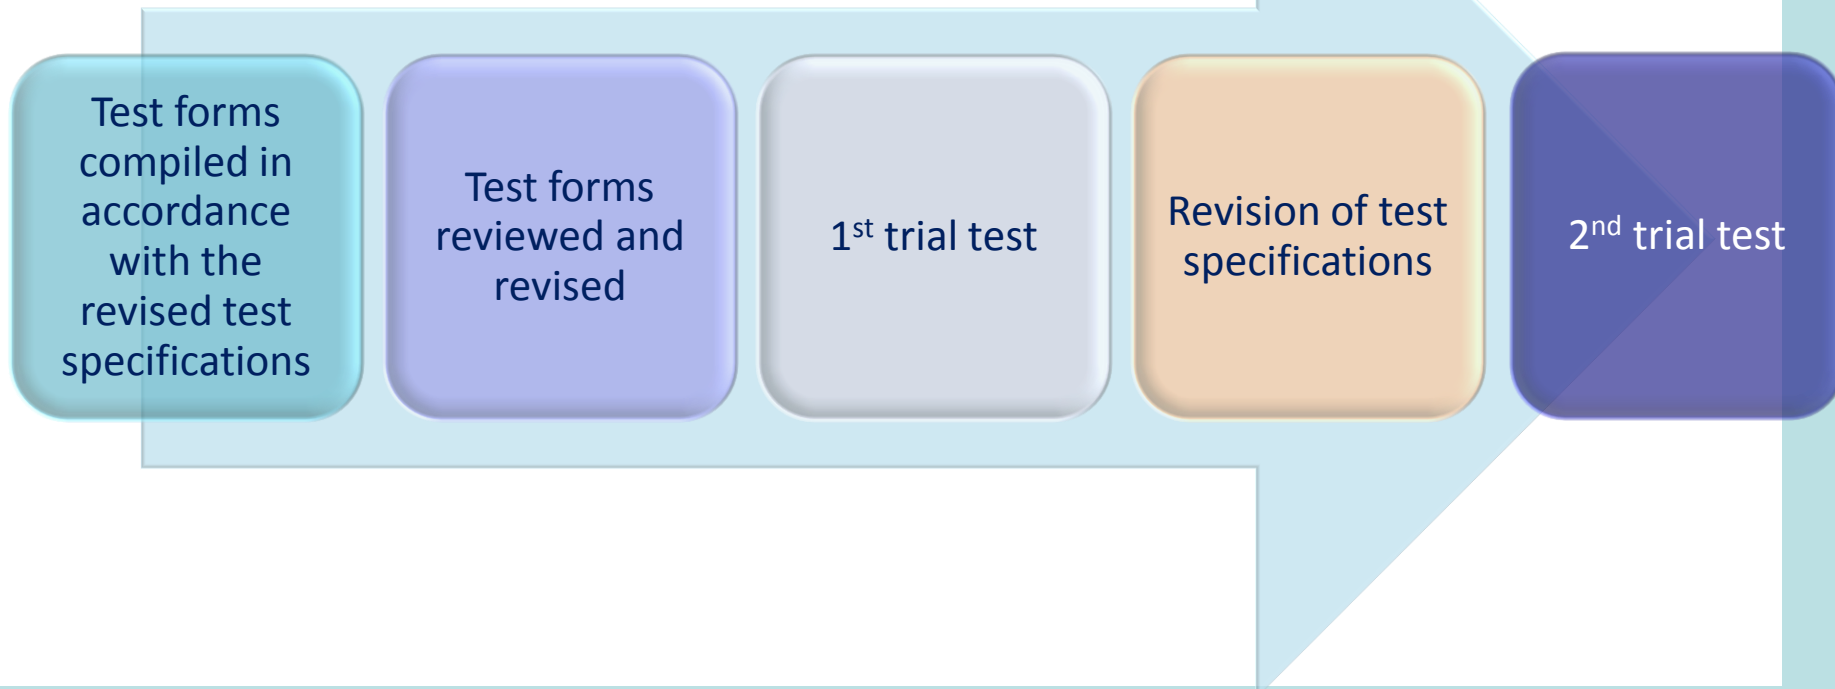 Test forms
compiled in
accordance
with the
revised test
specifications
Test forms
reviewed and
revised
1st trial test
Revision of test
specifications
2nd trial test